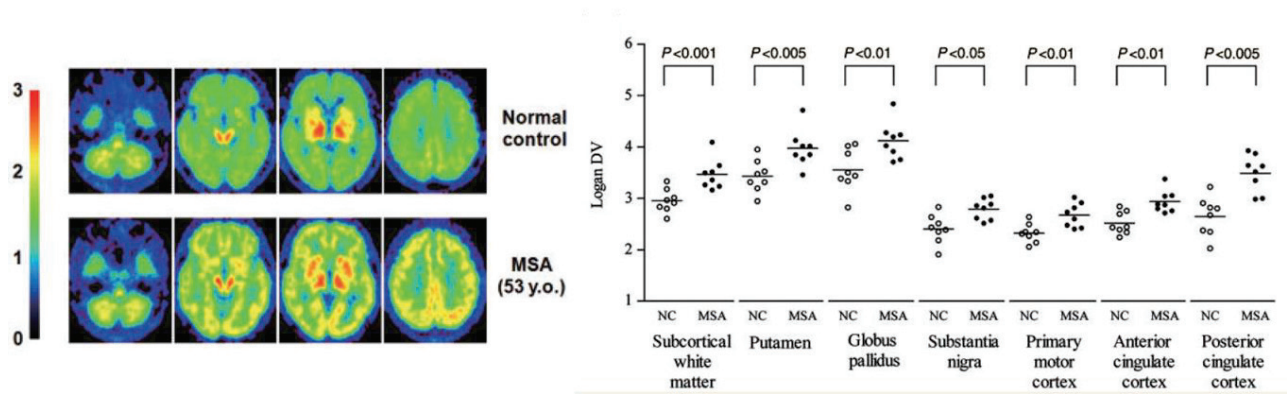 3
2
1
0
Normal
control
MSA
(53 y.o.)
Logan DV
6
5
4
3
2
1
P<0.001
P<0.005
P<0.01
P<0.05
P<0.01
P<0.01
P<0.005
NC MSA NC MSA NC MSA NC MSA NC MSA NC MSA NC MSA
Subcortical
white
matter
Putamen
Globus
pallidus
Substantia
nigra
Primary
motor
cortex
Anterior
cingulate
cortex
Posterior
cingulate
cortex